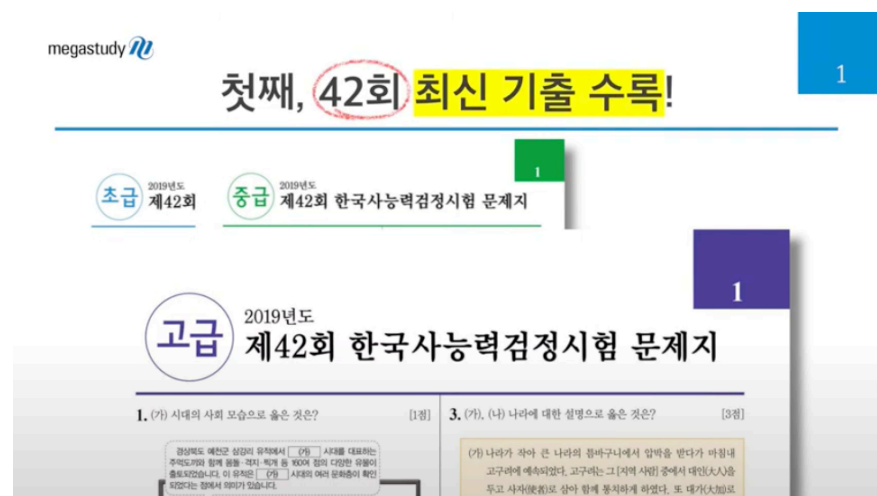 megastudy
1
첫째, 42회 최신 기출 수록!
1
초급 2019년도
제42회
중급 2019년도
제42회 한국사능력검정시험 문제지
1
고급 2019년도
제42회 한국사능력검정시험 문제지
1. (가) 시대의 사회 모습으로 옳은 것은? [1점]
경상북도 예천군 삼강리 유적에서 (가) 시대를 대표하는
주먹도끼와 함께 몸돌·격지·찍개 등 160여 점의 다양한 유물이
출토되었습니다. 이 유적은 (가) 시대의 여러 문화층이 확인
되었다는 점에서 의미가 있습니다.
3. (가), (나) 나라에 대한 설명으로 옳은 것은? [3점]
(가) 나라가 작아 큰 나라의 틈바구니에서 압박을 받다가 마침내
고구려에 예속되었다. 고구려는 그 [지역 사람] 중에서 대인(大人)을
두고 사자(使者)로 삼아 함께 통치하게 하였다. 또 대가(大加)로